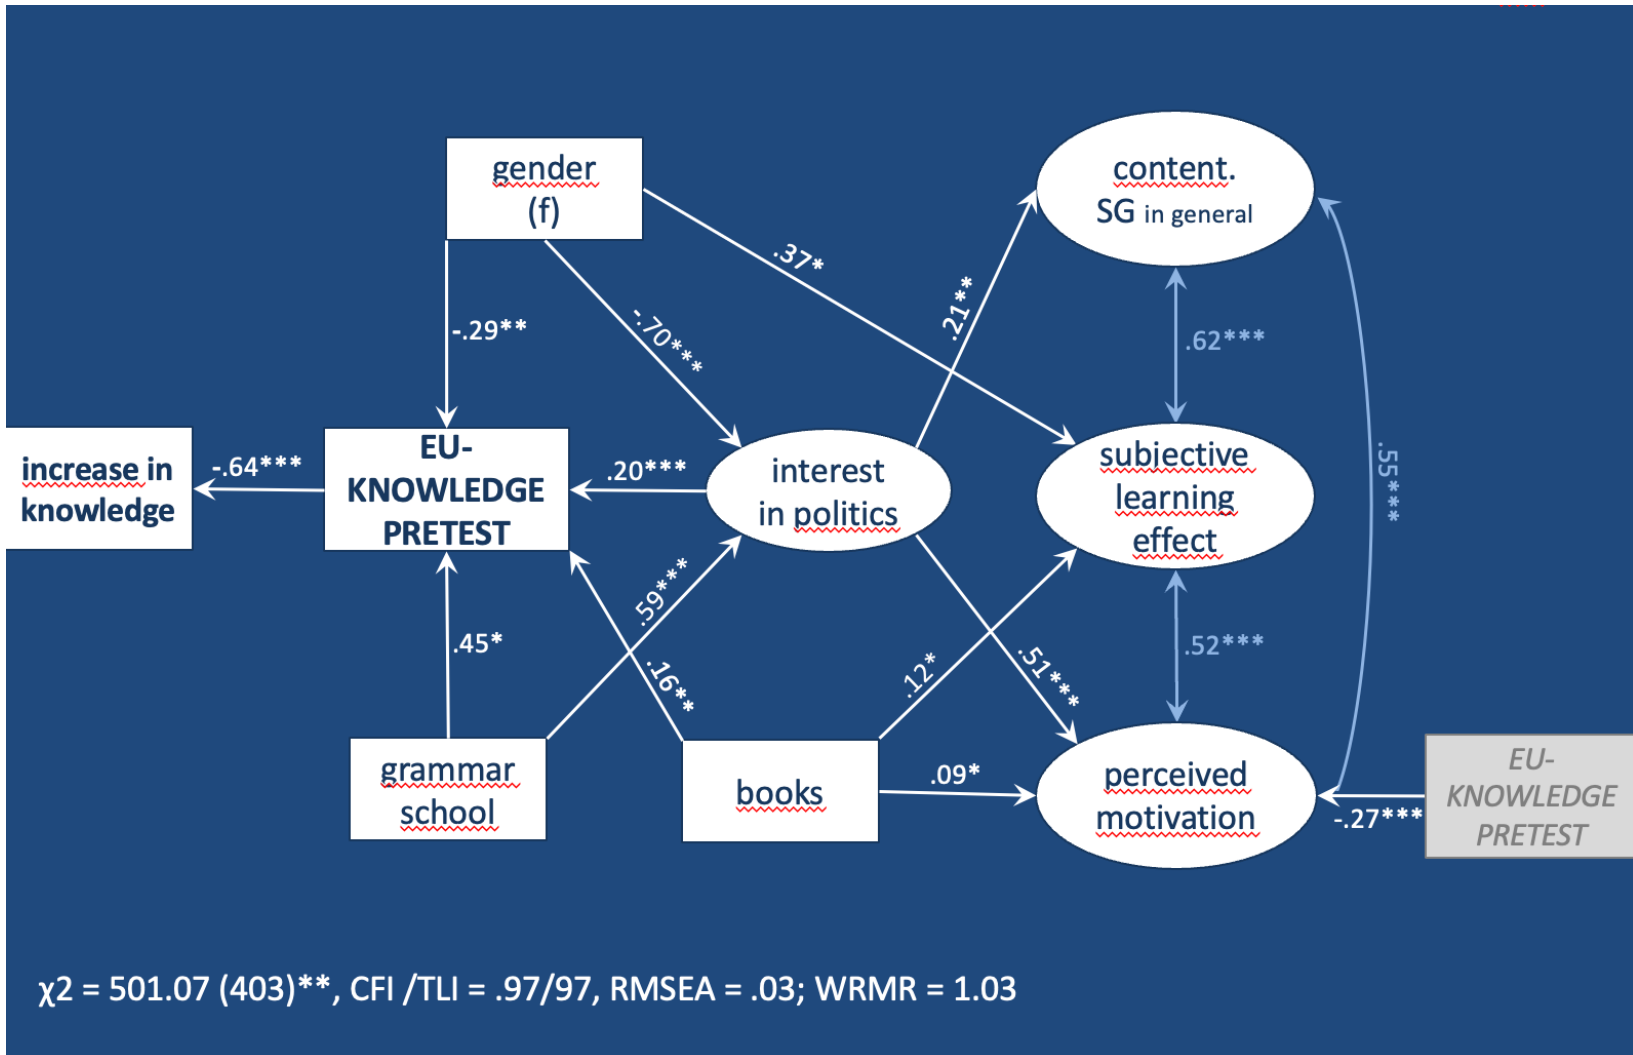 gender
(f)
content.
SG in general
.37*
.21**
-.29**
-.70***
.62***
increase in
knowledge
-.64***
EU-
KNOWLEDGE
PRETEST
.20***
interest
in politics
subjective
learning
effect
.55***
.45*
.59***
.16**
.12*
.51***
.52***
grammar
school
books
.09*
perceived
motivation
-.27***
EU-
KNOWLEDGE
PRETEST
χ2 = 501.07 (403)**, CFI /TLI = .97/97, RMSEA = .03; WRMR = 1.03